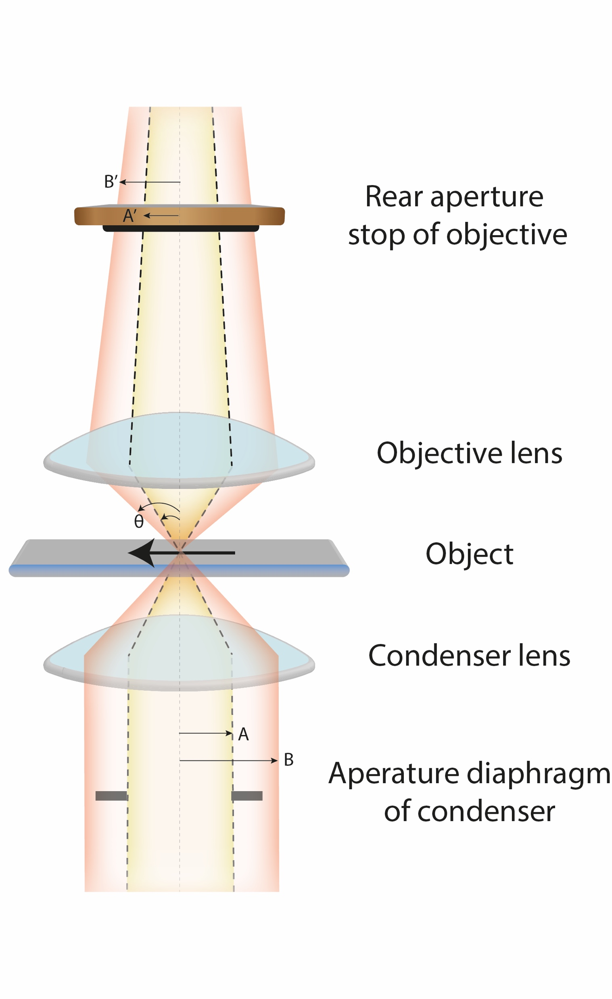 B′
Rear aperture
A′
stop of objective
Objective lens
θ
Object
Condenser lens
A
B
Aperature diaphragm
of condenser